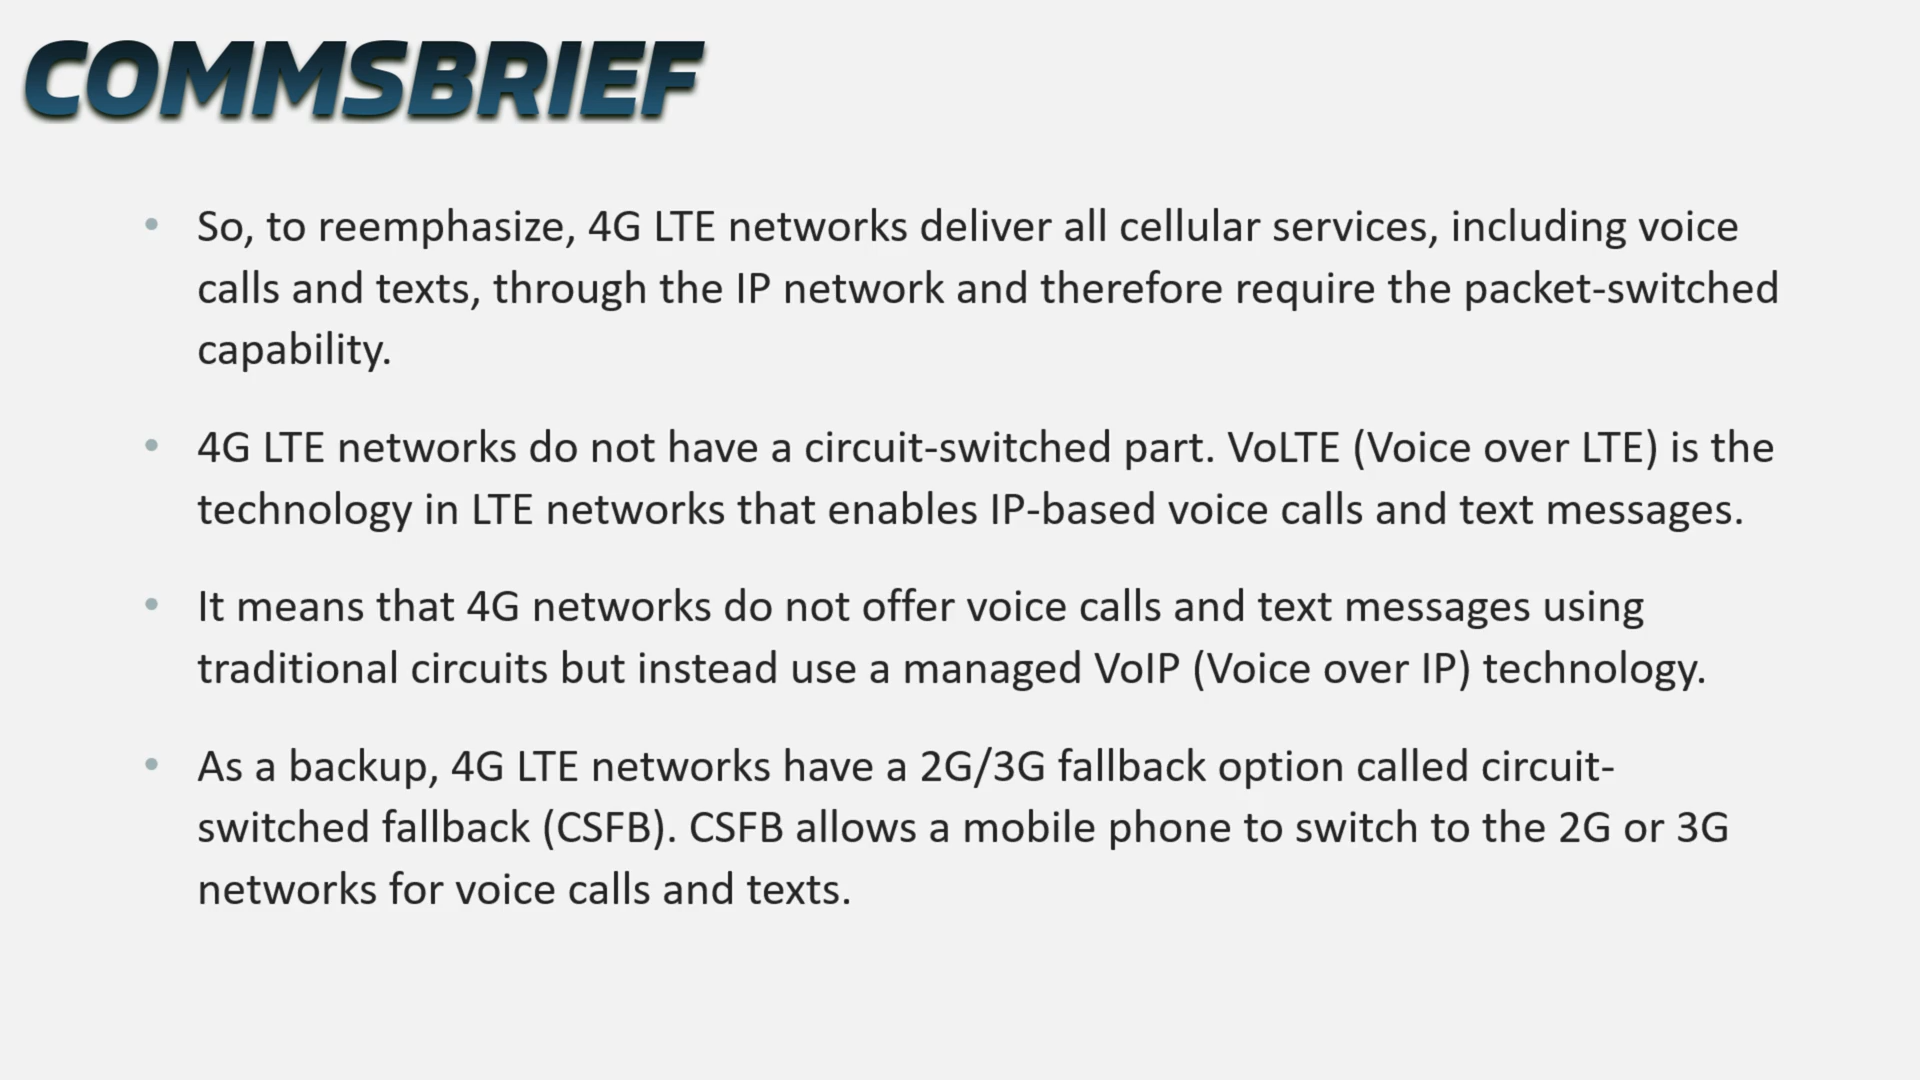 COMMSBRIEF
• So, to reemphasize, 4G LTE networks deliver all cellular services, including voice
calls and texts, through the IP network and therefore require the packet-switched
capability.
• 4G LTE networks do not have a circuit-switched part. VoLTE (Voice over LTE) is the
technology in LTE networks that enables IP-based voice calls and text messages.
• It means that 4G networks do not offer voice calls and text messages using
traditional circuits but instead use a managed VoIP (Voice over IP) technology.
• As a backup, 4G LTE networks have a 2G/3G fallback option called circuit-
switched fallback (CSFB). CSFB allows a mobile phone to switch to the 2G or 3G
networks for voice calls and texts.